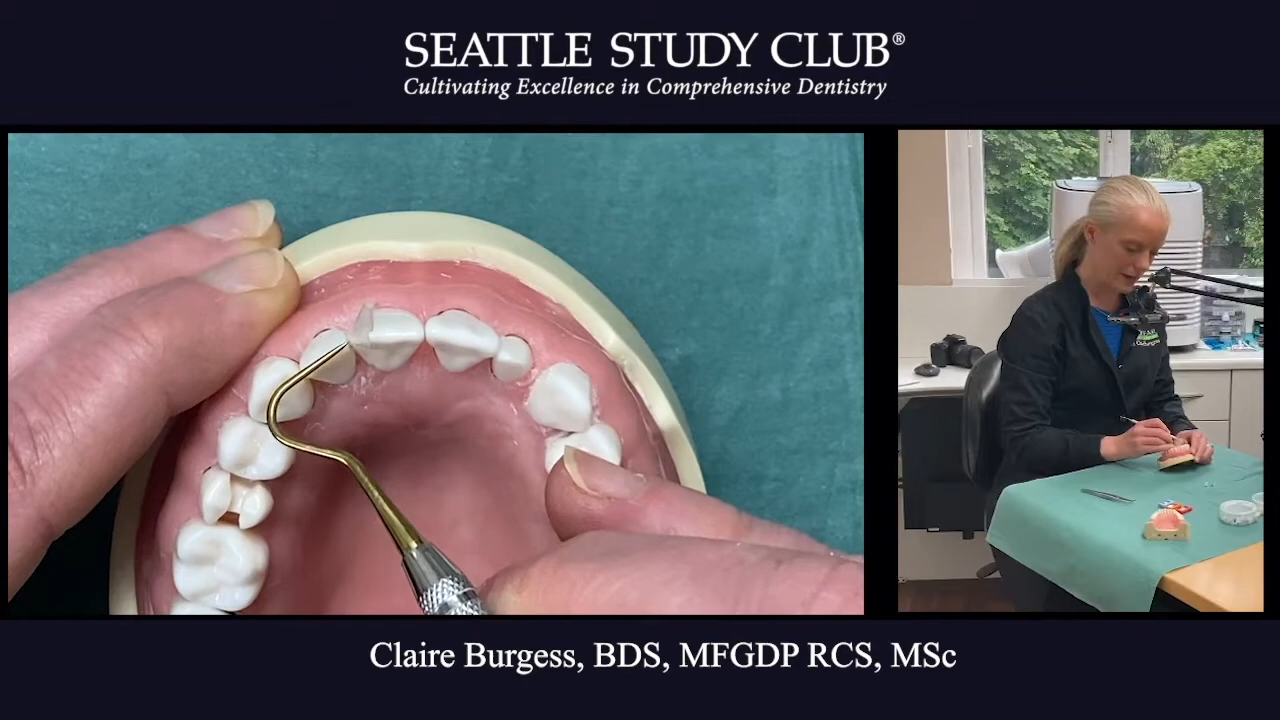 SEATTLE STUDY CLUB®
Cultivating Excellence in Comprehensive Dentistry
Claire Burgess, BDS, MFGDP RCS, MSc